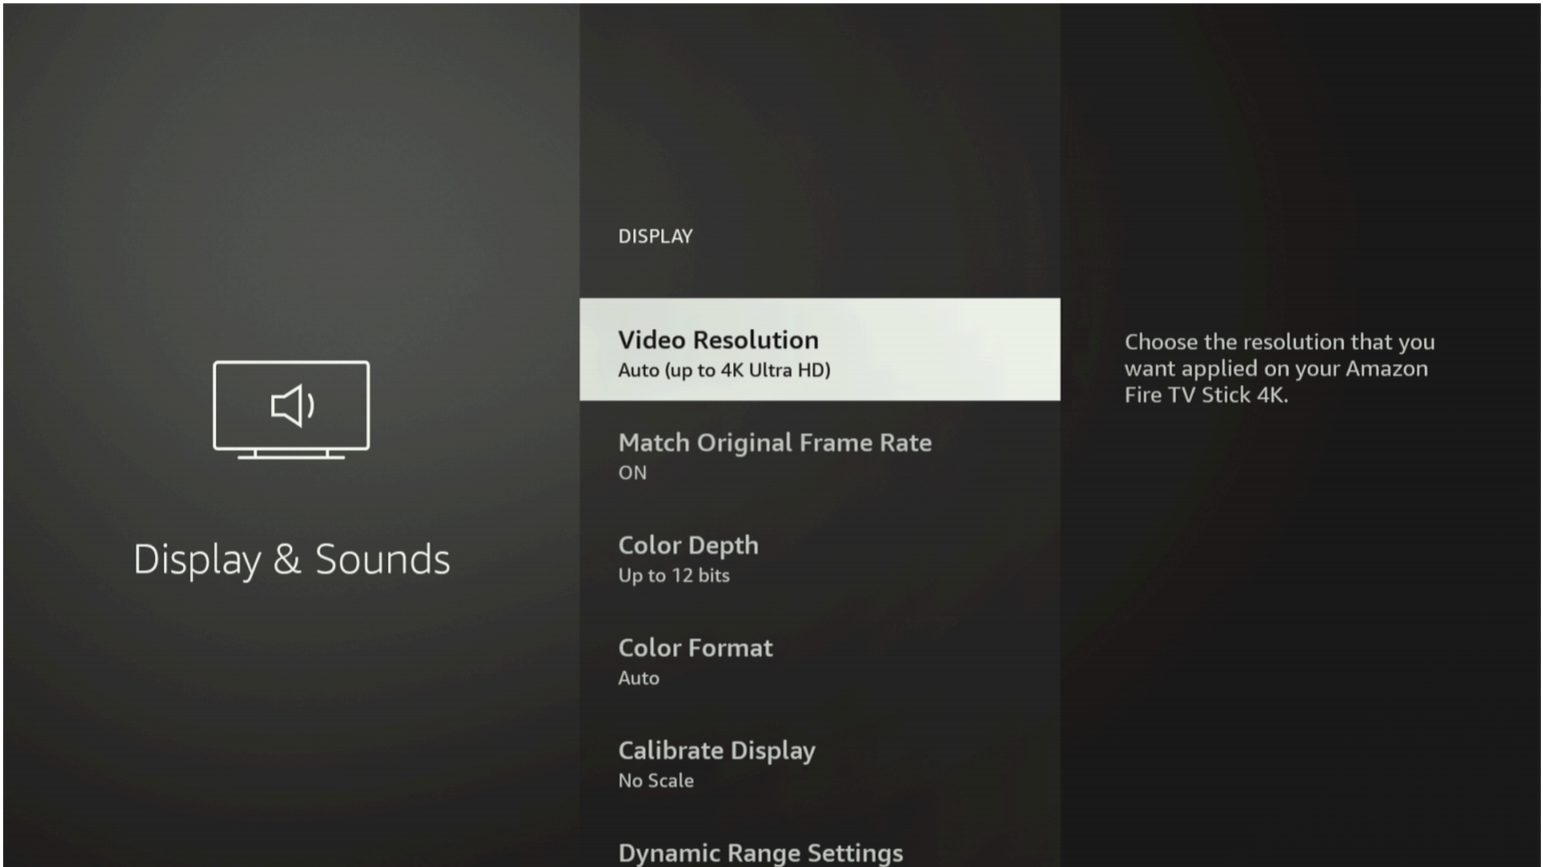 Display & Sounds
DISPLAY
Video Resolution
Auto (up to 4K Ultra HD)
Match Original Frame Rate
ON
Color Depth
Up to 12 bits
Color Format
Auto
Calibrate Display
No Scale
Dynamic Range Settings
Choose the resolution that you
want applied on your Amazon
Fire TV Stick 4K.